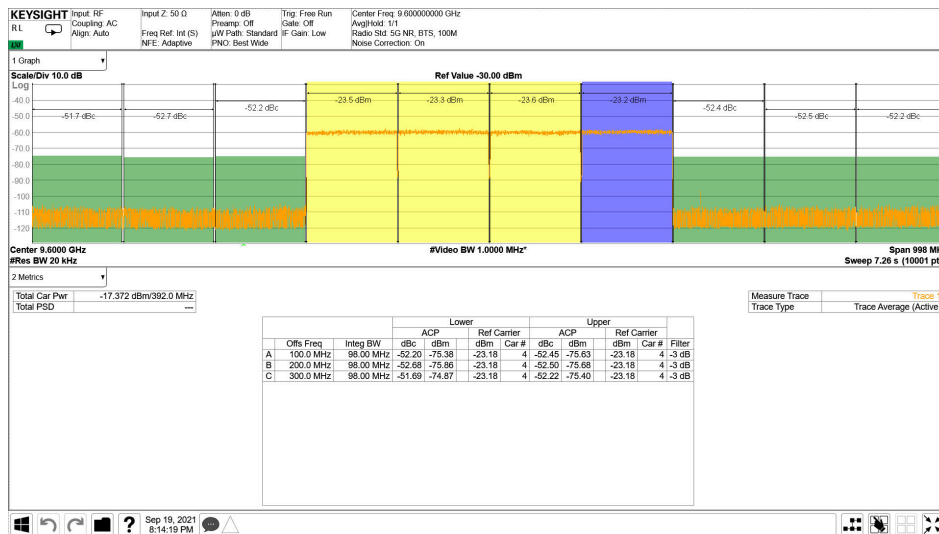 KEYSIGHT Input: RF Input Z: 50 Ω Atten: 0 dB Trig: Free Run Center Freq: 9.600000000 GHz
RL Coupling: AC Preamp: Off Gate: Off Avg|Hold: 1/1
Align: Auto Freq Ref: Int (S) µW Path: Standard IF Gain: Low Radio Std: 5G NR, BTS, 100M
NFE: Adaptive PNO: Best Wide Noise Correction: On
1 Graph
Scale/Div 10.0 dB Ref Value -30.00 dBm
Log
-40.0
-50.0
-60.0
-70.0
-80.0
-90.0
-100
-110
-120
-51.7 dBc -52.7 dBc -52.2 dBc -23.5 dBm -23.3 dBm -23.6 dBm -23.2 dBm -52.4 dBc -52.5 dBc -52.2 dBc
Center 9.6000 GHz #Video BW 1.0000 MHz* Span 998 MH
#Res BW 20 kHz Sweep 7.26 s (10001 pt
2 Metrics
Total Car Pwr -17.372 dBm/392.0 MHz Measure Trace Trace 1
Total PSD --- Trace Type Trace Average (Active
Lower Upper
ACP Ref Carrier ACP Ref Carrier
Offs Freq Integ BW dBc dBm dBm Car # dBc dBm dBm Car # Filter
A 100.0 MHz 98.00 MHz -52.20 -75.38 -23.18 4 -52.45 -75.63 -23.18 4 -3 dB
B 200.0 MHz 98.00 MHz -52.68 -75.86 -23.18 4 -52.50 -75.68 -23.18 4 -3 dB
C 300.0 MHz 98.00 MHz -51.69 -74.87 -23.18 4 -52.22 -75.40 -23.18 4 -3 dB
? Sep 19, 2021
8:14:19 PM